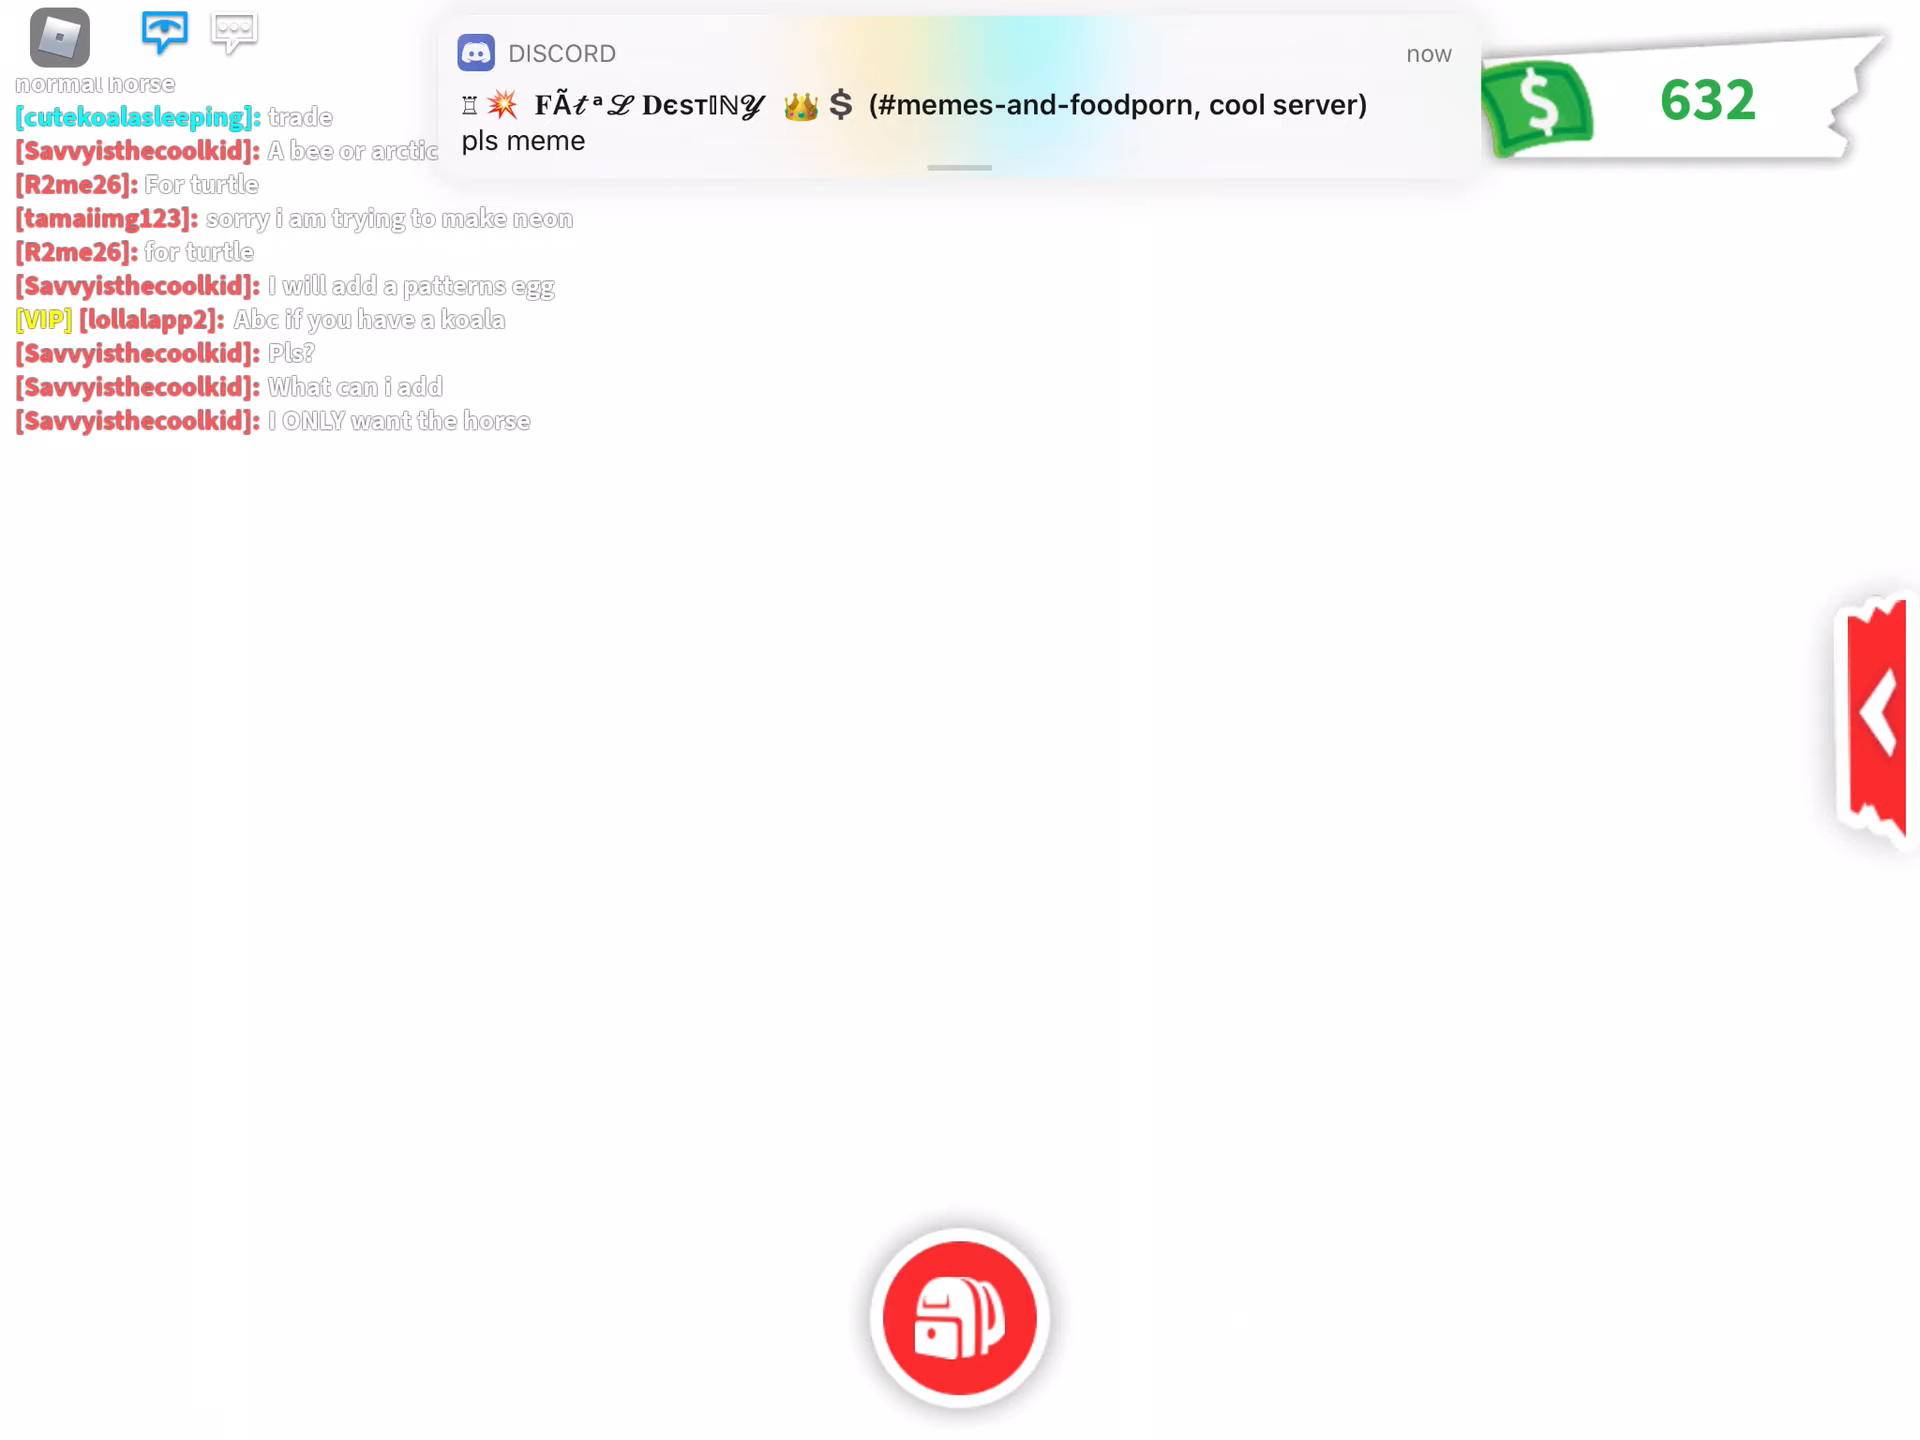 DISCORD now
♖💥 FÃ𝓽ᵃℒ DєѕтIℕ𝓨 👑 $ (#memes-and-foodporn, cool server)
pls meme
632
normal horse
[cutekoalasleeping]: trade
[Savvyisthecoolkid]: A bee or arctic
[R2me26]: For turtle
[tamaiimg123]: sorry i am trying to make neon
[R2me26]: for turtle
[Savvyisthecoolkid]: I will add a patterns egg
[VIP] [lollalapp2]: Abc if you have a koala
[Savvyisthecoolkid]: Pls?
[Savvyisthecoolkid]: What can i add
[Savvyisthecoolkid]: I ONLY want the horse